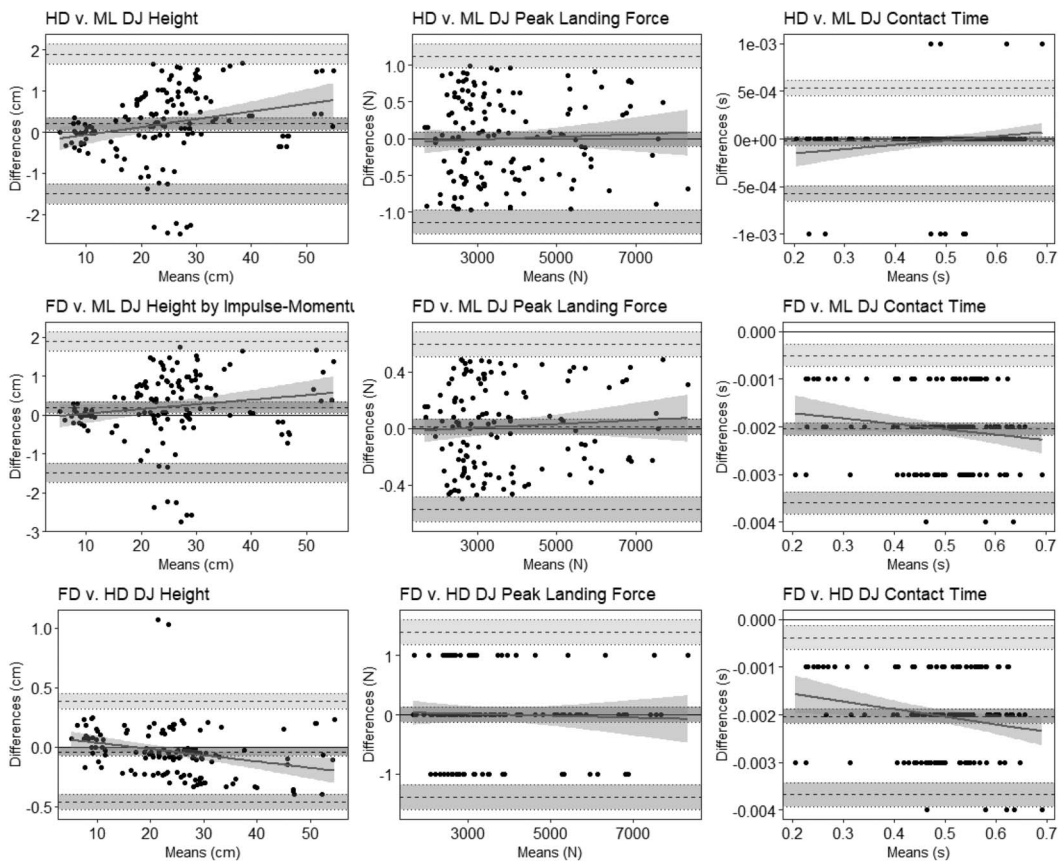 HD v. ML DJ Height
HD v. ML DJ Peak Landing Force
HD v. ML DJ Contact Time
Differences (cm)
2
1
0
-1
-2
10
20
30
40
50
Means (cm)
Differences (N)
1.0
0.5
0.0
-0.5
-1.0
3000
5000
7000
Means (N)
Differences (s)
1e-03
5e-04
0e+00
-5e-04
-1e-03
0.2
0.3
0.4
0.5
0.6
0.7
Means (s)
FD v. ML DJ Height by Impulse-Momentu
FD v. ML DJ Peak Landing Force
FD v. ML DJ Contact Time
Differences (cm)
2
1
0
-1
-2
-3
10
20
30
40
50
Means (cm)
Differences (N)
0.4
0.0
-0.4
3000
5000
7000
Means (N)
Differences (s)
0.000
-0.001
-0.002
-0.003
-0.004
0.2
0.3
0.4
0.5
0.6
0.7
Means (s)
FD v. HD DJ Height
FD v. HD DJ Peak Landing Force
FD v. HD DJ Contact Time
Differences (cm)
1.0
0.5
0.0
-0.5
10
20
30
40
50
Means (cm)
Differences (N)
1
0
-1
3000
5000
7000
Means (N)
Differences (s)
0.000
-0.001
-0.002
-0.003
-0.004
0.2
0.3
0.4
0.5
0.6
0.7
Means (s)